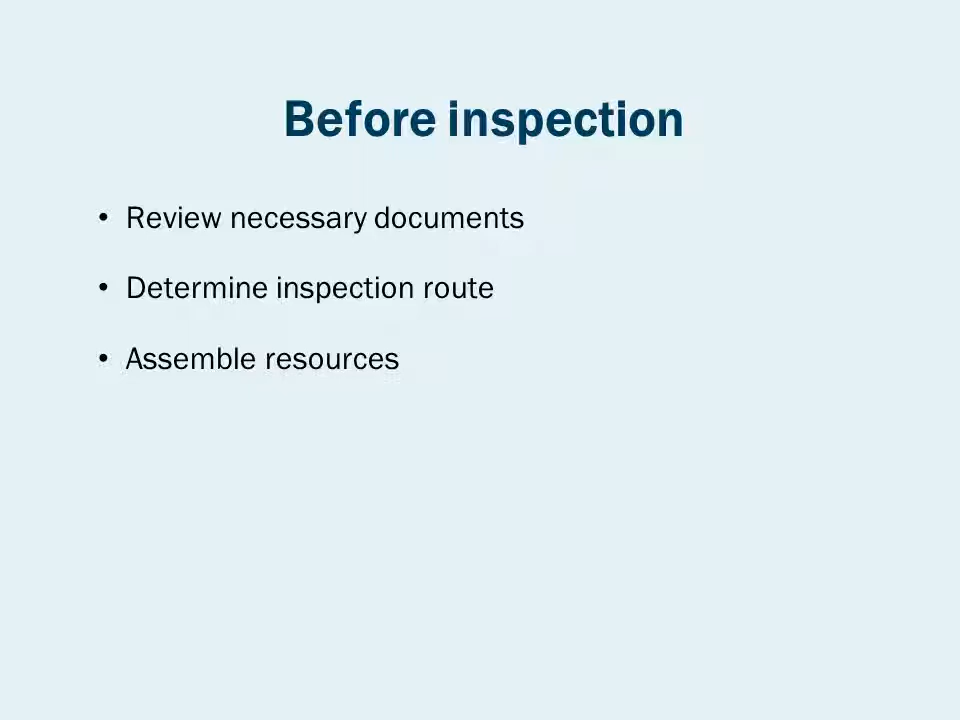 Before inspection
• Review necessary documents
• Determine inspection route
• Assemble resources